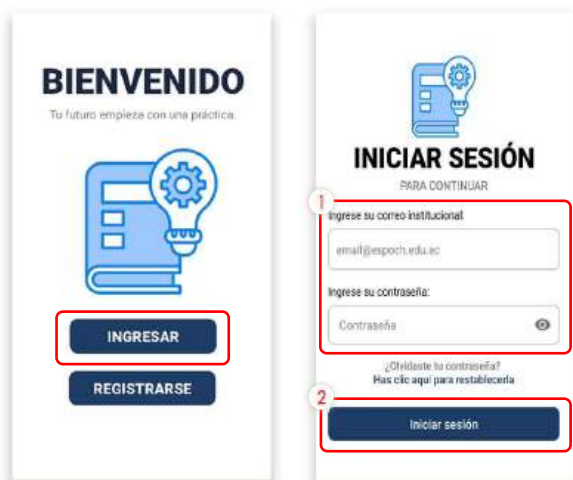 BIENVENIDO
Tu futuro empieza con una práctica.
INGRESAR
REGISTRARSE
INICIAR SESIÓN
PARA CONTINUAR
1
Ingrese su correo institucional:
email@espoch.edu.ec
Ingrese su contraseña:
Contraseña
¿Olvidaste tu contraseña?
Has clic aquí para restablecerla
2
Iniciar sesión